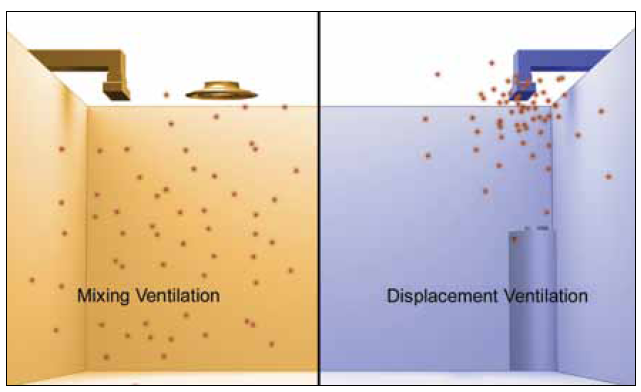 Mixing Ventilation
Displacement Ventilation